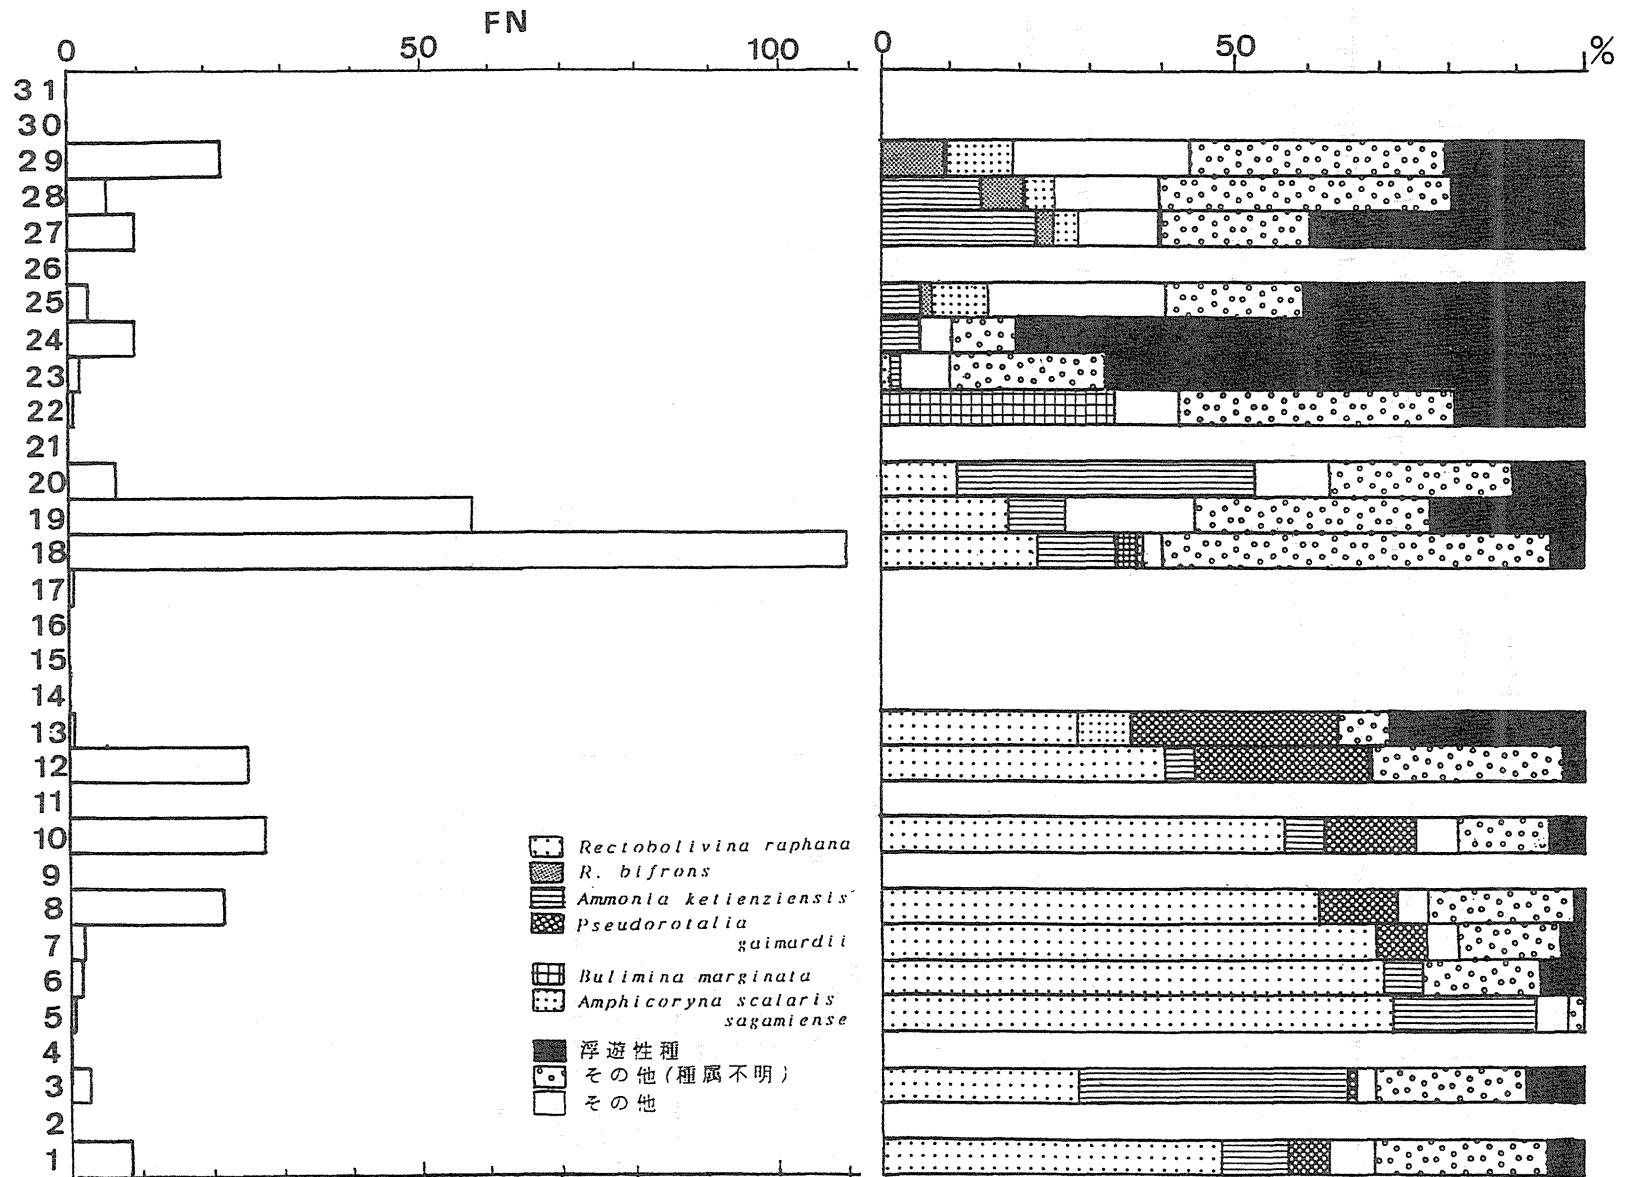 FN
0 50 100
0 50 %
31
30
29
28
27
26
25
24
23
22
21
20
19
18
17
16
15
14
13
12
11
10
9
8
7
6
5
4
3
2
1
Rectobolivina raphana
R. bifrons
Ammonia ketienziensis
Pseudorotalia
gaimardii
Bulimina marginata
Amphicoryna scalaris
sagamiense
浮遊性種
その他(種属不明)
その他